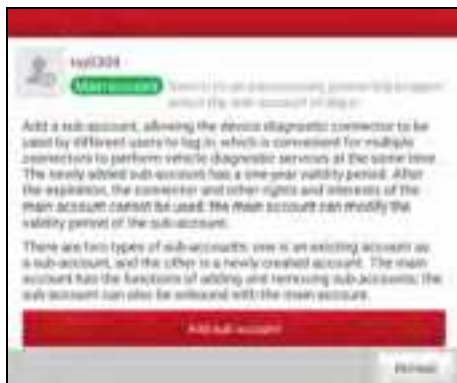 Main account
Add a sub-account, allowing the device diagnostic connector to be
used by different users to log in, which is convenient for multiple
connectors to perform vehicle diagnostic services at the same time.
The newly added sub-account has a one-year validity period. After
the expiration, the connector and other rights and interests of the
main account cannot be used; the main account can modify the
validity period of the sub-account.
There are two types of sub-accounts: one is an existing account as
a sub-account, and the other is a newly created account. The main
account has the functions of adding and removing sub-accounts; the
sub-account can also be unbound with the main account.
Add sub-account